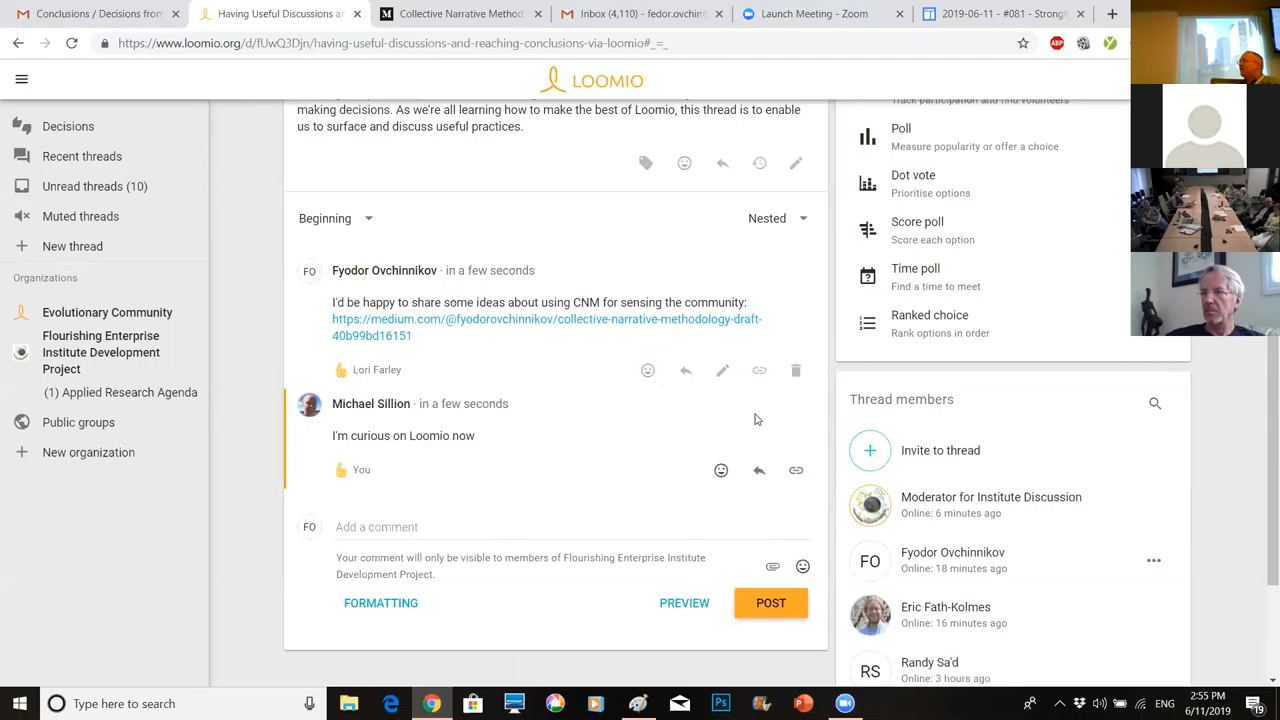 Conclusions from
Having Useful Discussions an
Collective Narrative Method
Inbox (4,110) - fedor.ovchin
Launch Meeting - Zoom
2019-06-11 - #081 - Strongly
https://www.loomio.org/d/fUwQ3Djn/having-useful-discussions-and-reaching-conclusions-via-loomio#_=_
ABP
LOOMIO
making decisions. As we're all learning how to make the best of Loomio, this thread is to enable
us to surface and discuss useful practices.
Decisions
Recent threads
Unread threads (10)
Muted threads
New thread
Organizations
Evolutionary Community
Flourishing Enterprise
Institute Development
Project
(1) Applied Research Agenda
Public groups
New organization
Beginning
Nested
FO
Fyodor Ovchinnikov · in a few seconds
I'd be happy to share some ideas about using CNM for sensing the community:
https://medium.com/@fyodorovchinnikov/collective-narrative-methodology-draft-
40b99bd16151
Lori Farley
Michael Sillion · in a few seconds
I'm curious on Loomio now
You
FO
Add a comment
Your comment will only be visible to members of Flourishing Enterprise Institute
Development Project.
FORMATTING
PREVIEW
POST
Track participation and find volunteers
Poll
Measure popularity or offer a choice
Dot vote
Prioritise options
Score poll
Score each option
Time poll
Find a time to meet
Ranked choice
Rank options in order
Thread members
Invite to thread
Moderator for Institute Discussion
Online: 6 minutes ago
FO
Fyodor Ovchinnikov
Online: 18 minutes ago
Eric Fath-Kolmes
Online: 16 minutes ago
RS
Randy Sa'd
Online: 3 hours ago
Type here to search
Ps
ENG
2:55 PM
6/11/2019
19